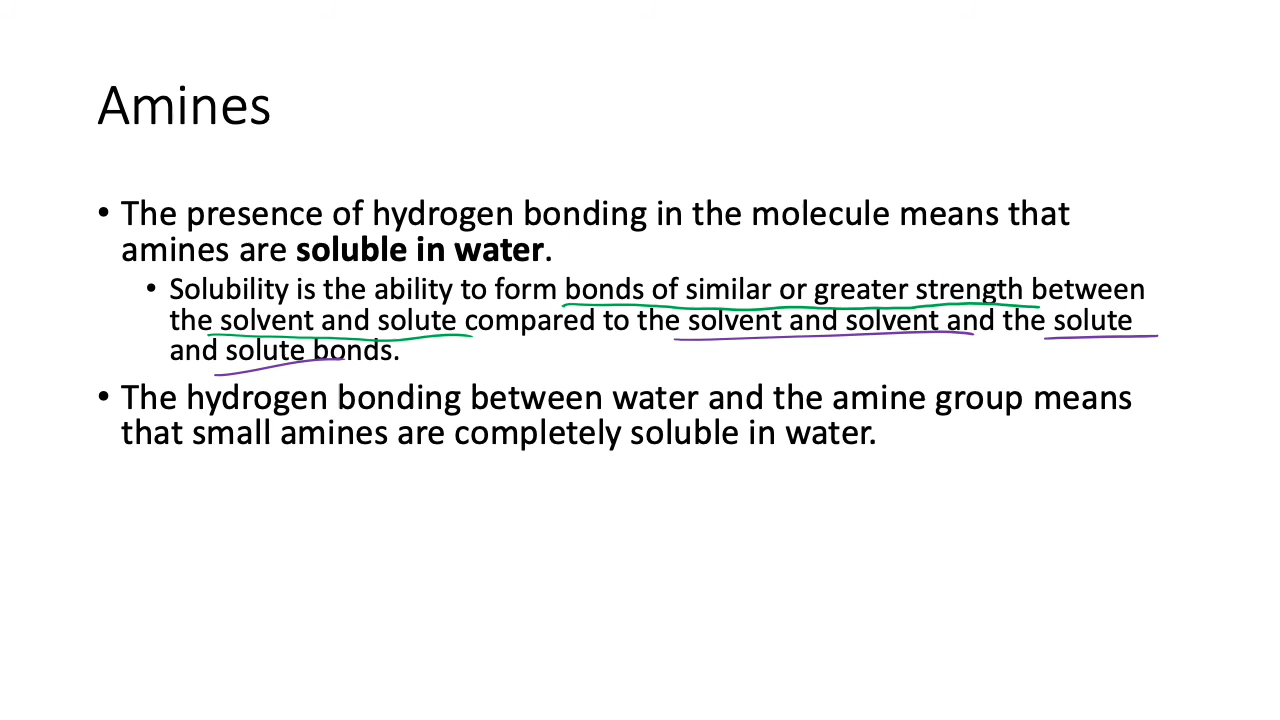 Amines
• The presence of hydrogen bonding in the molecule means that
amines are soluble in water.
• Solubility is the ability to form bonds of similar or greater strength between
the solvent and solute compared to the solvent and solvent and the solute
and solute bonds.
• The hydrogen bonding between water and the amine group means
that small amines are completely soluble in water.